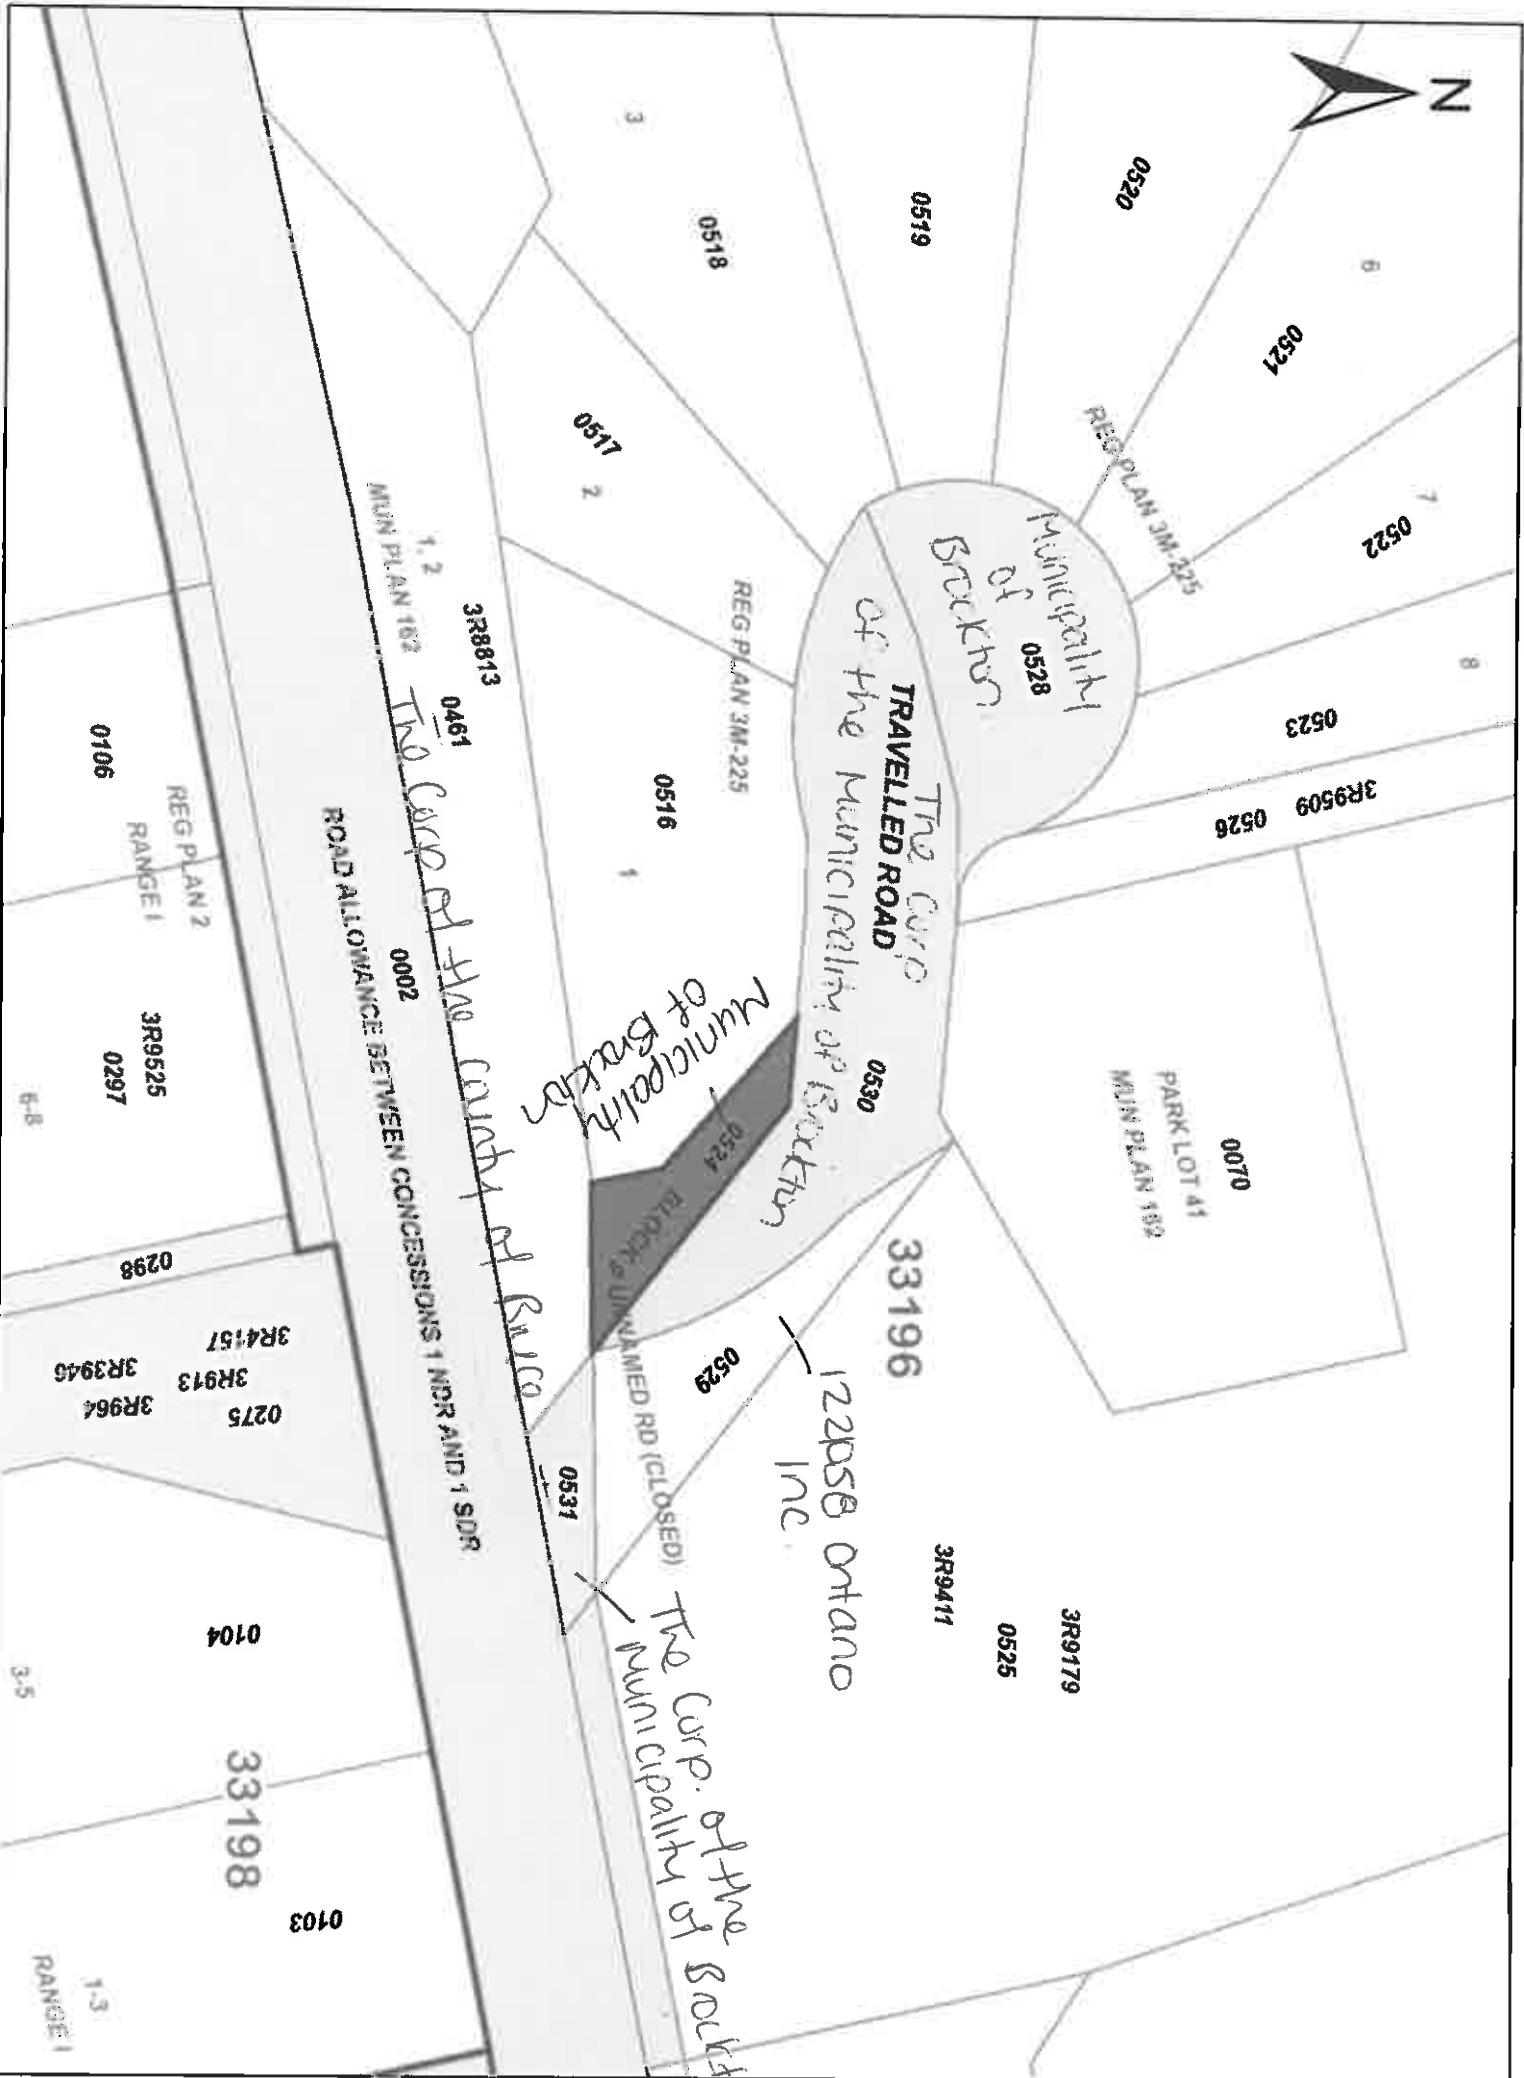 N
0520
6
0521
0519
3
0518
REG PLAN 3M-225
7
0522
0517
2
8
Municipality
of
Brockton
0528
0523
3R9509
0526
REG PLAN 3M-225
TRAVELLED ROAD
The Corp
of the Municipality of Brockton
0530
1, 2
MUN PLAN 162
3R8813
0461
0516
1
The Corp of the County of Bruce
Municipality
of Brockton
0524
0070
PARK LOT 41
MUN PLAN 162
33196
UNNAMED RD (CLOSED)
0529
Ontario
Inc.
3R9179
0525
3R9411
0531
The Corp. of the
Municipality of Brockt
0002
ROAD ALLOWANCE BETWEEN CONCESSIONS 1 NDR AND 1 SDR
0106
REG PLAN 2
RANGE I
3R9525
0297
6-8
0298
3R4157
3R913
3R3946
3R964
0275
0104
3-5
33198
0103
1-3
RANGE I